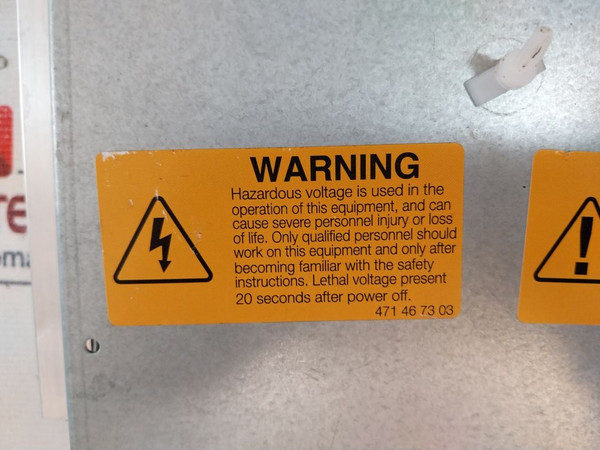 WARNING
Hazardous voltage is used in the
operation of this equipment, and can
cause severe personnel injury or loss
of life. Only qualified personnel should
work on this equipment and only after
becoming familiar with the safety
instructions. Lethal voltage present
20 seconds after power off.
471 46 73 03